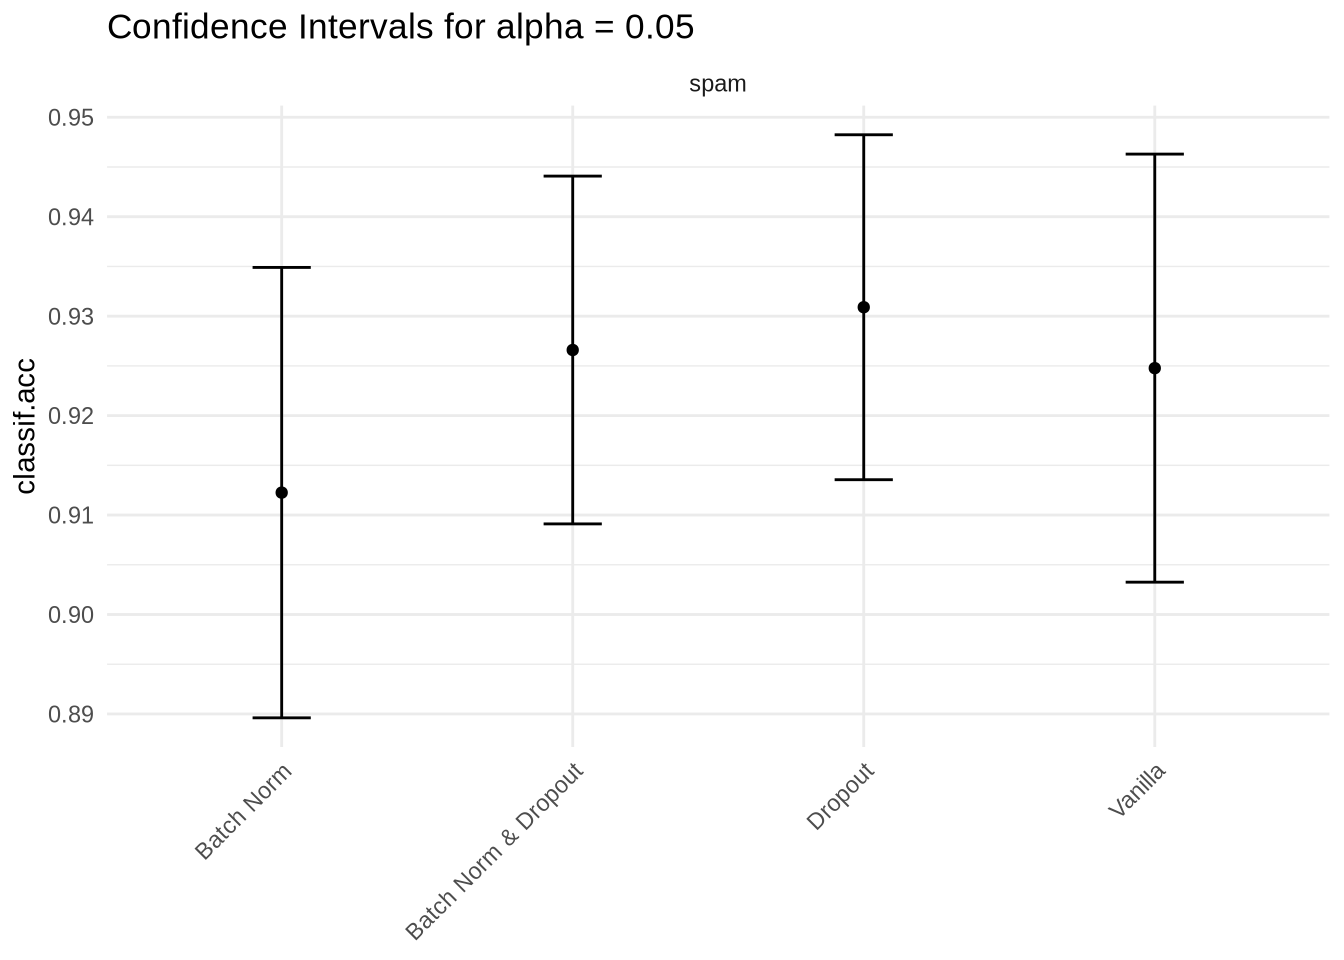 Confidence Intervals for alpha = 0.05
spam
0.95
0.94
0.93
0.92
0.91
0.90
0.89
classif.acc
Batch Norm
Batch Norm & Dropout
Dropout
Vanilla